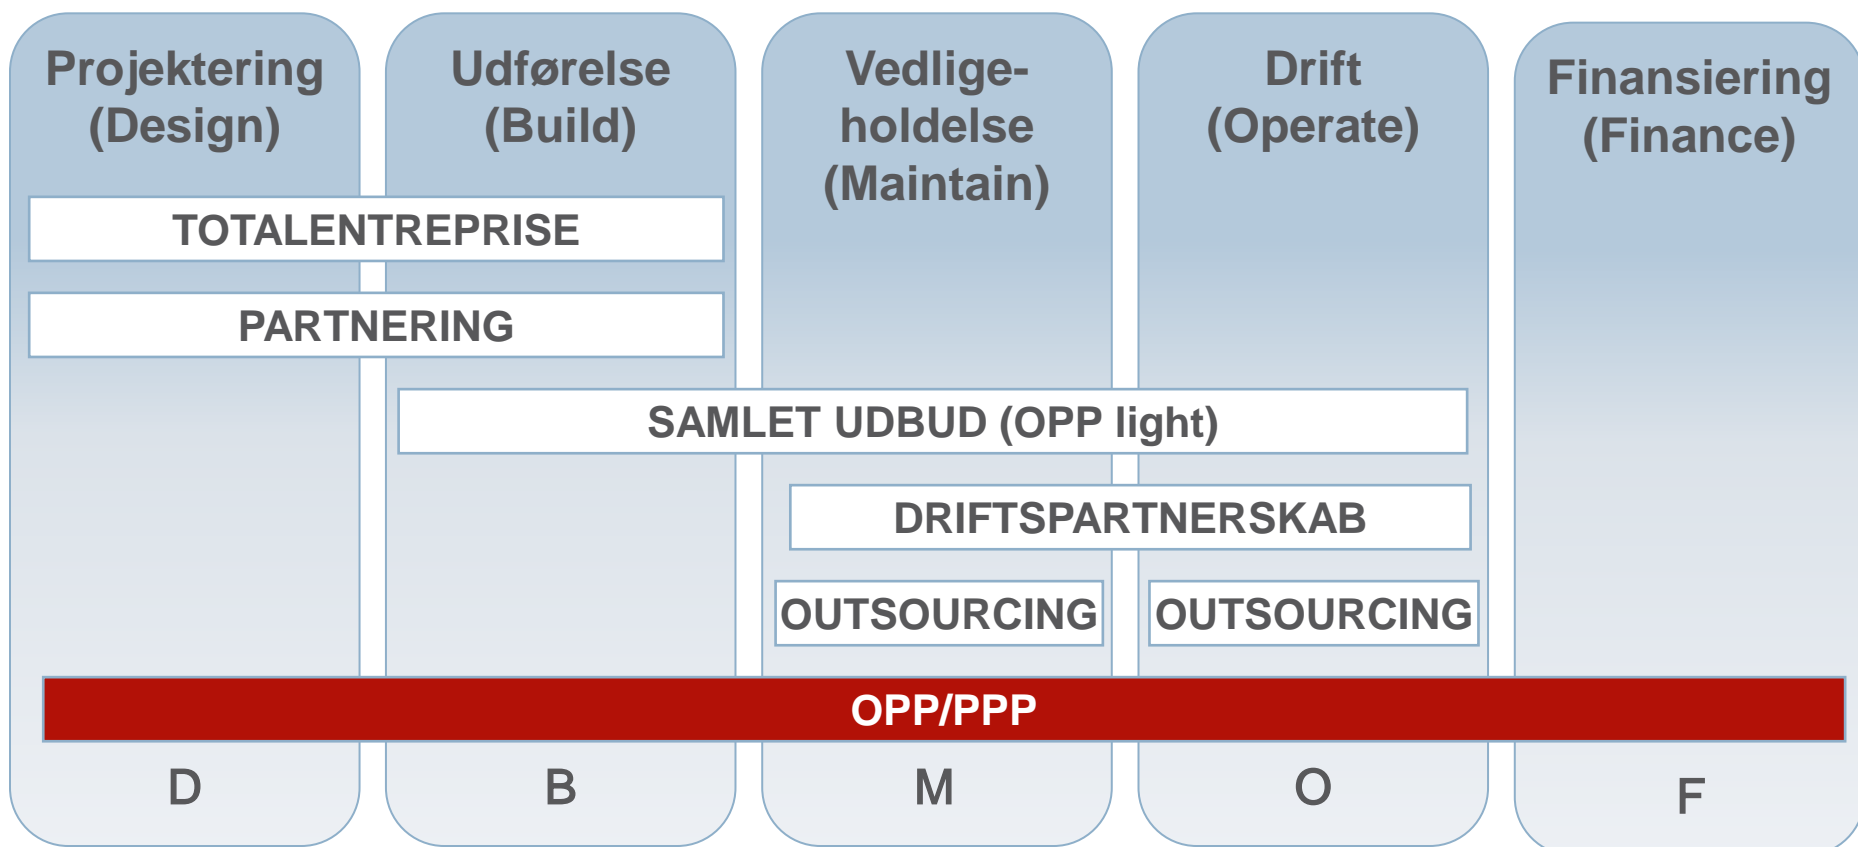 Projektering
(Design)
Udførelse
(Build)
Vedlige-
holdelse
(Maintain)
Drift
(Operate)
Finansiering
(Finance)
TOTALENTREPRISE
PARTNERING
SAMLET UDBUD (OPP light)
DRIFTSPARTNERSKAB
OUTSOURCING
OUTSOURCING
OPP/PPP
D
B
M
O
F